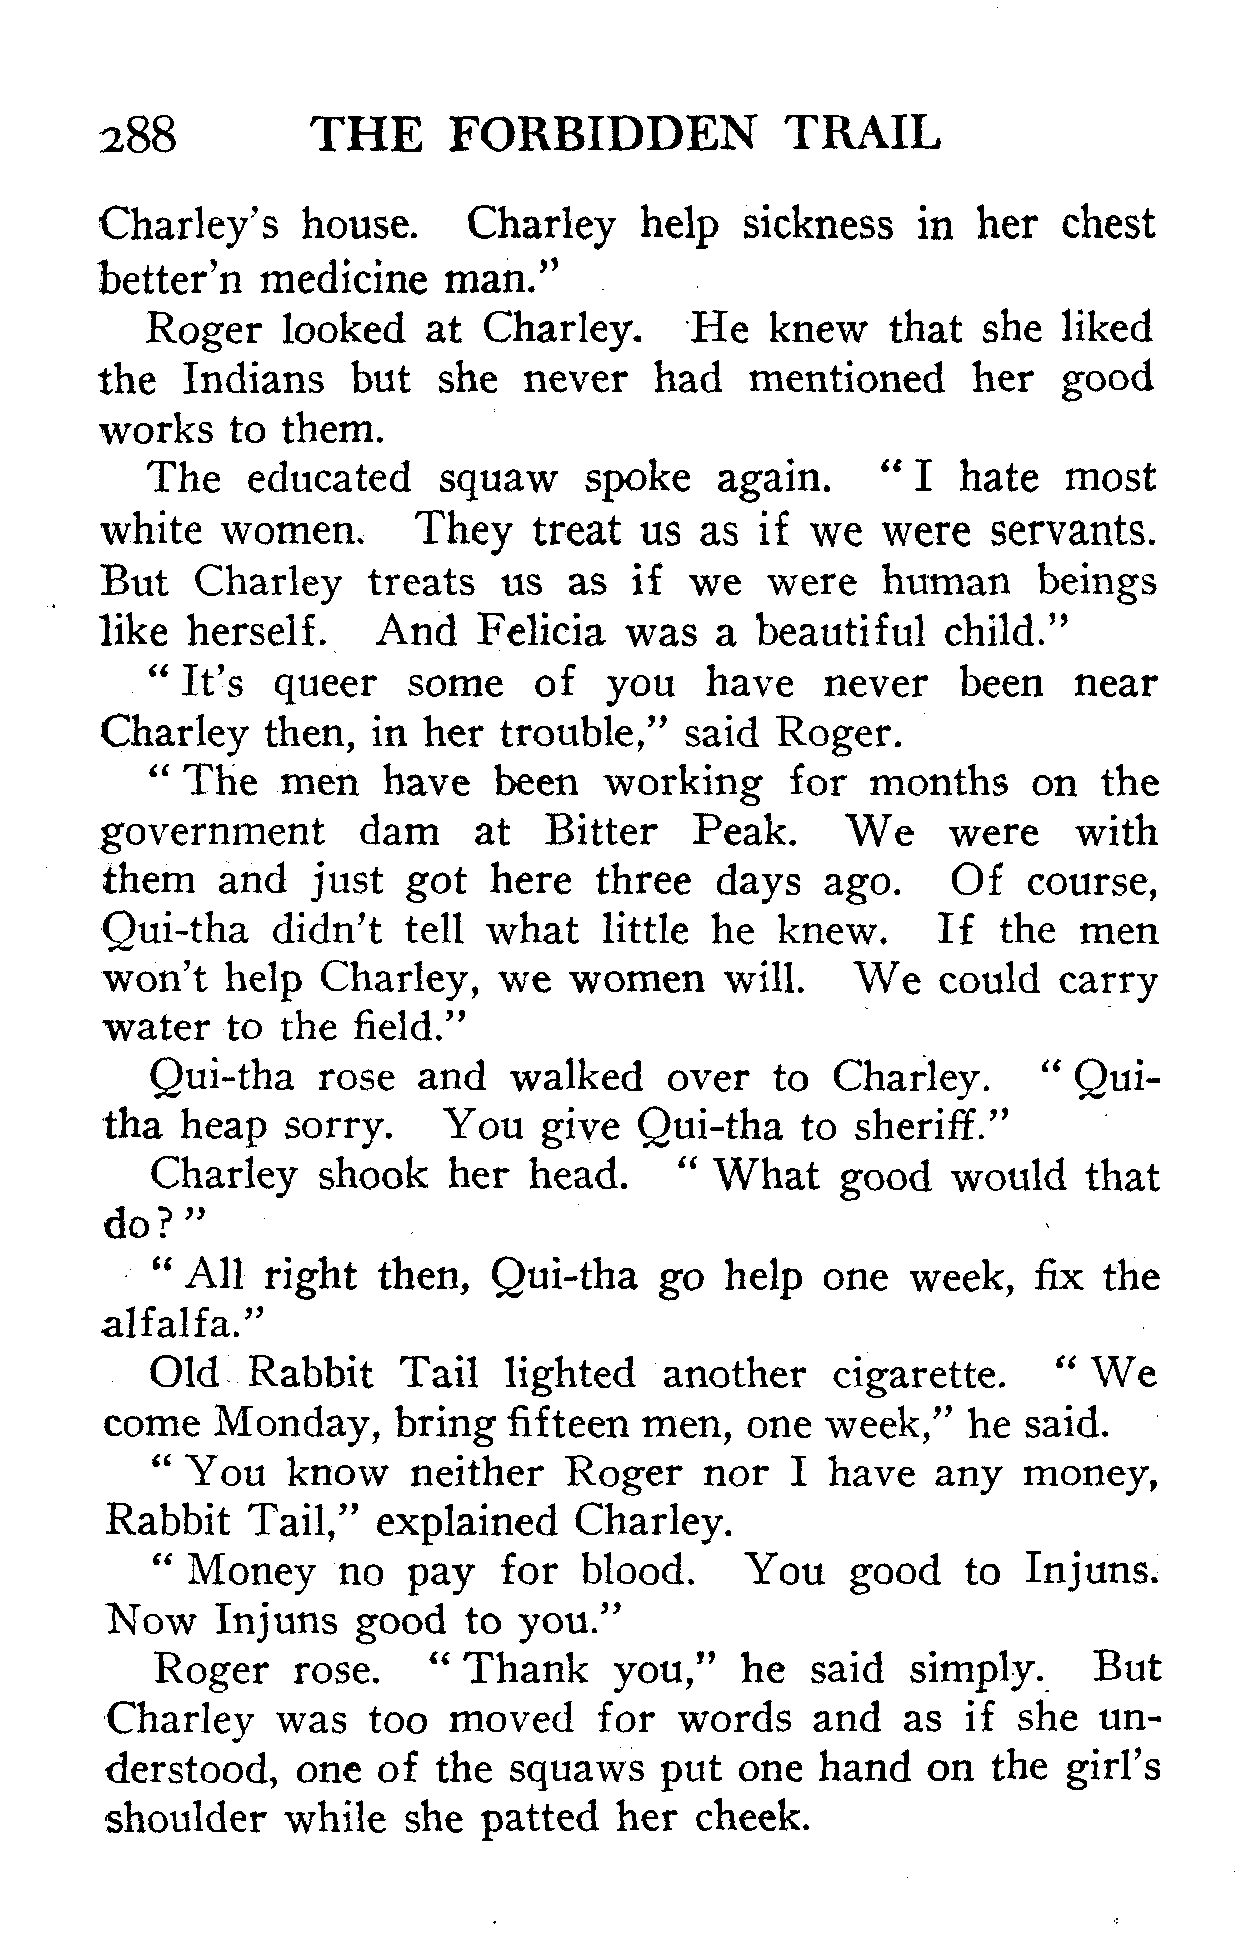 288 THE FORBIDDEN TRAIL
Charley's house. Charley help sickness in her chest
better'n medicine man."
Roger looked at Charley. He knew that she liked
the Indians but she never had mentioned her good
works to them.
The educated squaw spoke again. " I hate most
white women. They treat us as if we were servants.
But Charley treats us as if we were human beings
like herself. And Felicia was a beautiful child."
" It's queer some of you have never been near
Charley then, in her trouble," said Roger.
" The men have been working for months on the
government dam at Bitter Peak. We were with
them and just got here three days ago. Of course,
Qui-tha didn't tell what little he knew. If the men
won't help Charley, we women will. We could carry
water to the field."
Qui-tha rose and walked over to Charley. " Qui-
tha heap sorry. You give Qui-tha to sheriff."
Charley shook her head. " What good would that
do? "
" All right then, Qui-tha go help one week, fix the
alfalfa."
Old Rabbit Tail lighted another cigarette. " We
come Monday, bring fifteen men, one week," he said.
" You know neither Roger nor I have any money,
Rabbit Tail," explained Charley.
" Money no pay for blood. You good to Injuns.
Now Injuns good to you."
Roger rose. " Thank you," he said simply. But
Charley was too moved for words and as if she un-
derstood, one of the squaws put one hand on the girl's
shoulder while she patted her cheek.